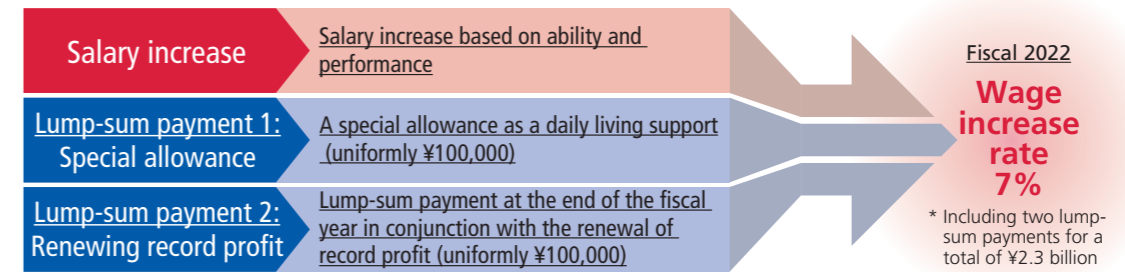 Salary increase
Salary increase based on ability and
performance
Lump-sum payment 1:
Special allowance
A special allowance as a daily living support
(uniformly ¥100,000)
Lump-sum payment 2:
Renewing record profit
Lump-sum payment at the end of the fiscal
year in conjunction with the renewal of
record profit (uniformly ¥100,000)
Fiscal 2022
Wage
increase
rate
7%
* Including two lump-
sum payments for a
total of ¥2.3 billion